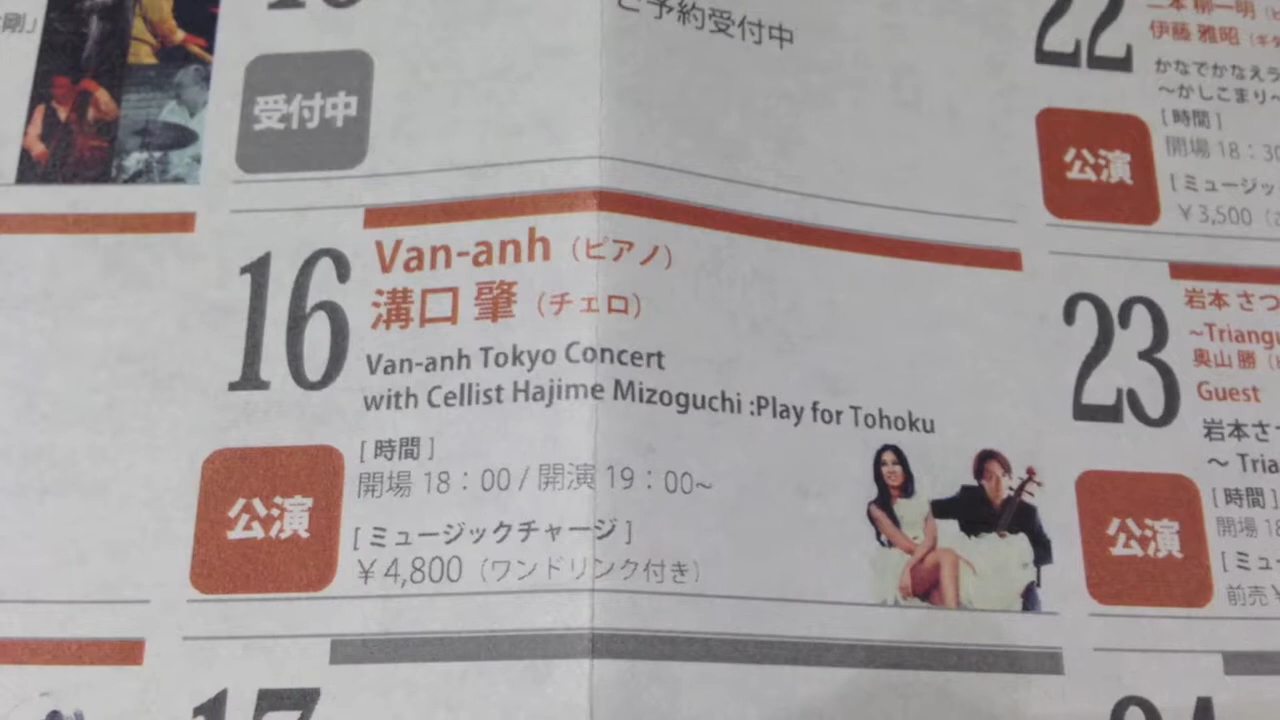 剛」
ご予約受付中
受付中
16
Van-anh（ピアノ）
溝口 肇（チェロ）
Van-anh Tokyo Concert
with Cellist Hajime Mizoguchi :Play for Tohoku
公演
[ 時間 ]
開場 18：00 / 開演 19：00~
[ ミュージックチャージ ]
￥4,800（ワンドリンク付き）
17
22
伊藤 雅昭
かなでかなえラ
〜かしこまり〜
公演
[ 時間 ]
開場 18：30
[ ミュージッ
￥3,500
23
岩本 さつ
~Triang
奥山 勝
Guest
岩本さ
〜 Tria
公演
[ 時間 ]
開場 18
[ ミュ
前売￥